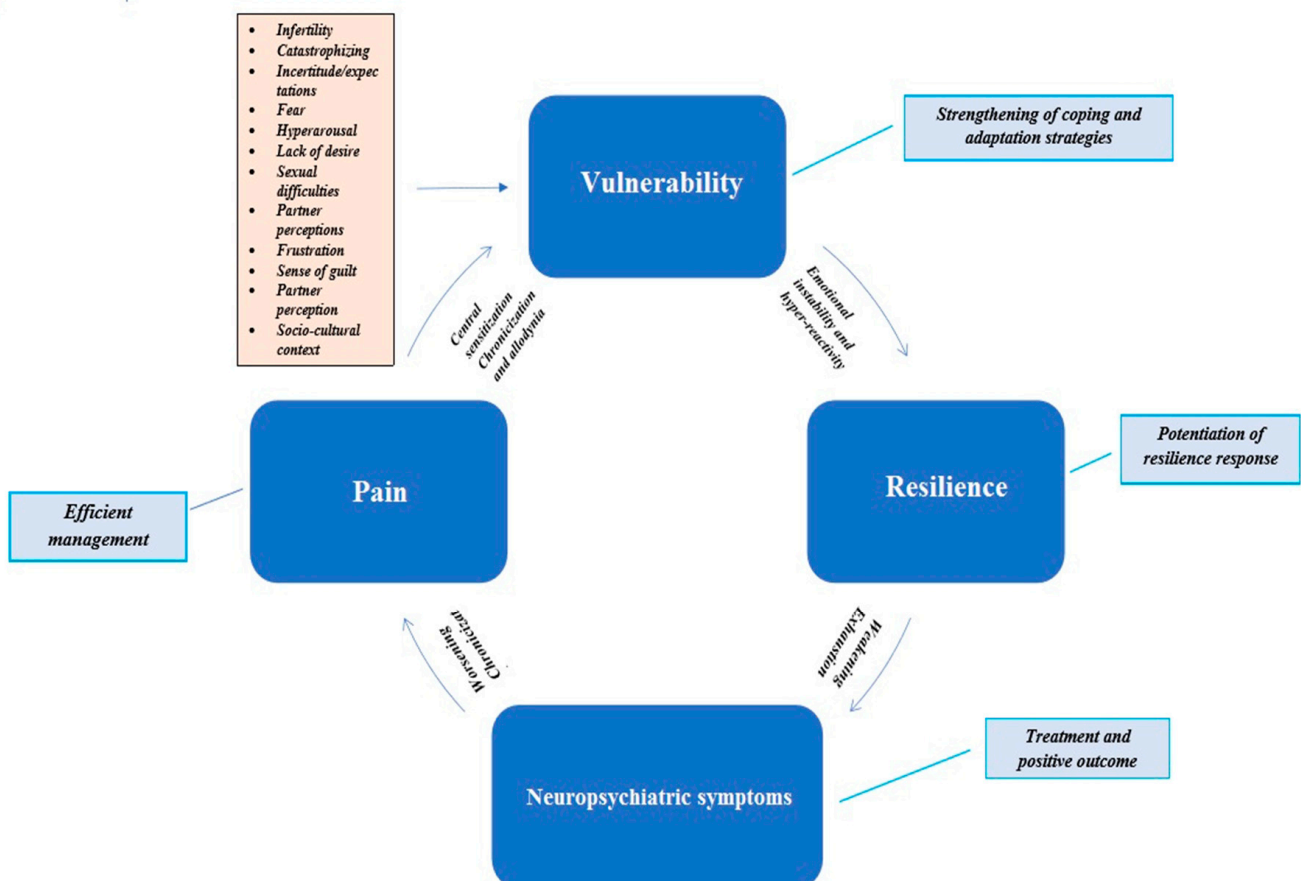 • Infertility
• Catastrophizing
• Incertitude/expec
tations
• Fear
• Hyperarousal
• Lack of desire
• Sexual
difficulties
• Partner
perceptions
• Frustration
• Sense of guilt
• Partner
perception
• Socio-cultural
context
Vulnerability
Strengthening of coping and
adaptation strategies
Central
sensitization
Chronicization
and allodynia
Emotional
instability and
hyper-reactivity
Pain
Resilience
Potentiation of
resilience response
Efficient
management
Worsening
Chronicizat
Weakening
Exhaustion
Neuropsychiatric symptoms
Treatment and
positive outcome